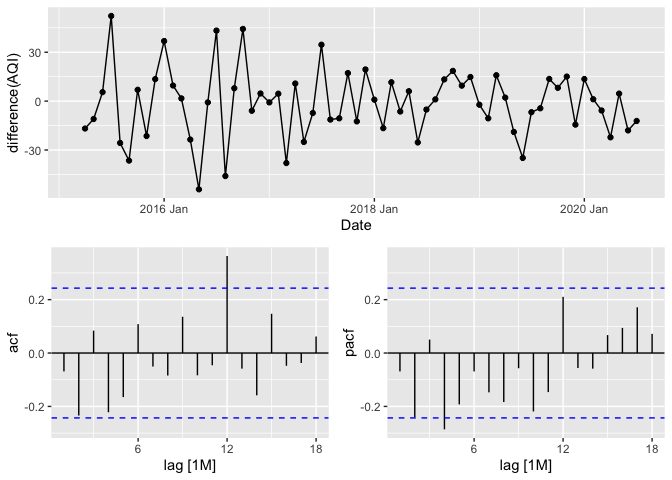 difference(AQI)
30
0
-30
2016 Jan
2018 Jan
2020 Jan
Date
acf
0.2
0.0
-0.2
6
12
18
lag [1M]
pacf
0.2
0.0
-0.2
6
12
18
lag [1M]